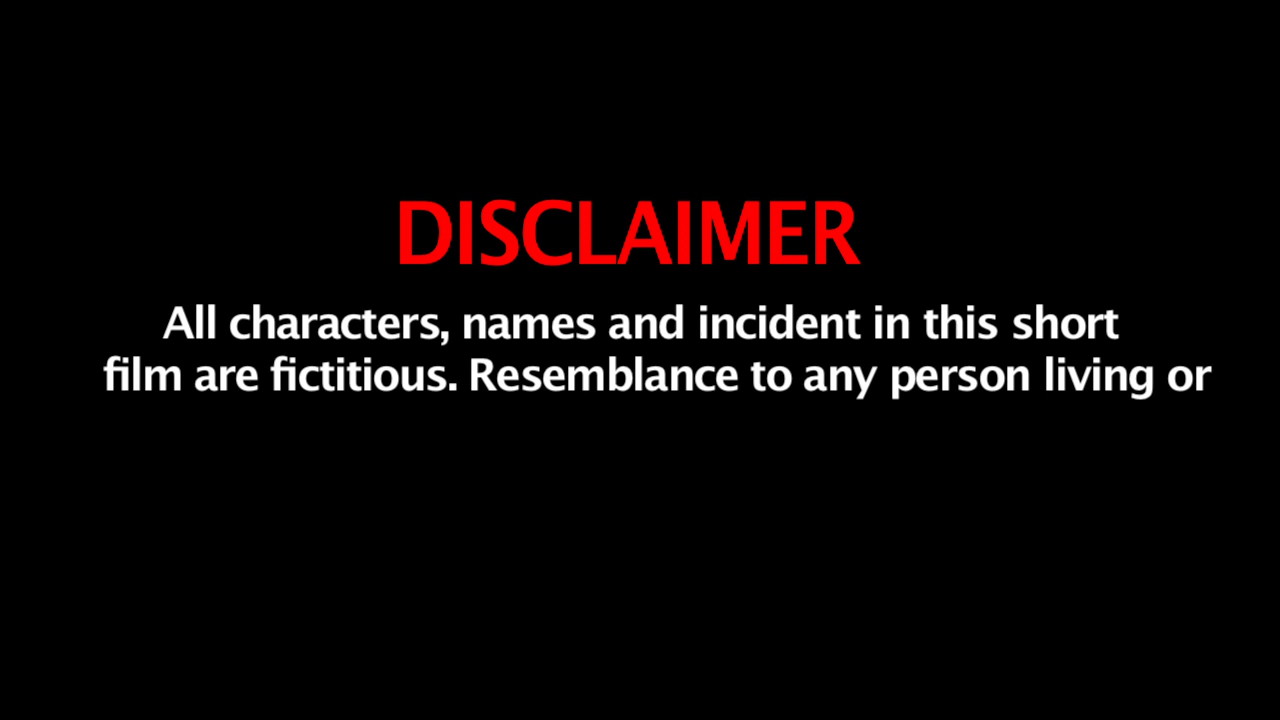 DISCLAIMER
All characters, names and incident in this short
film are fictitious. Resemblance to any person living or